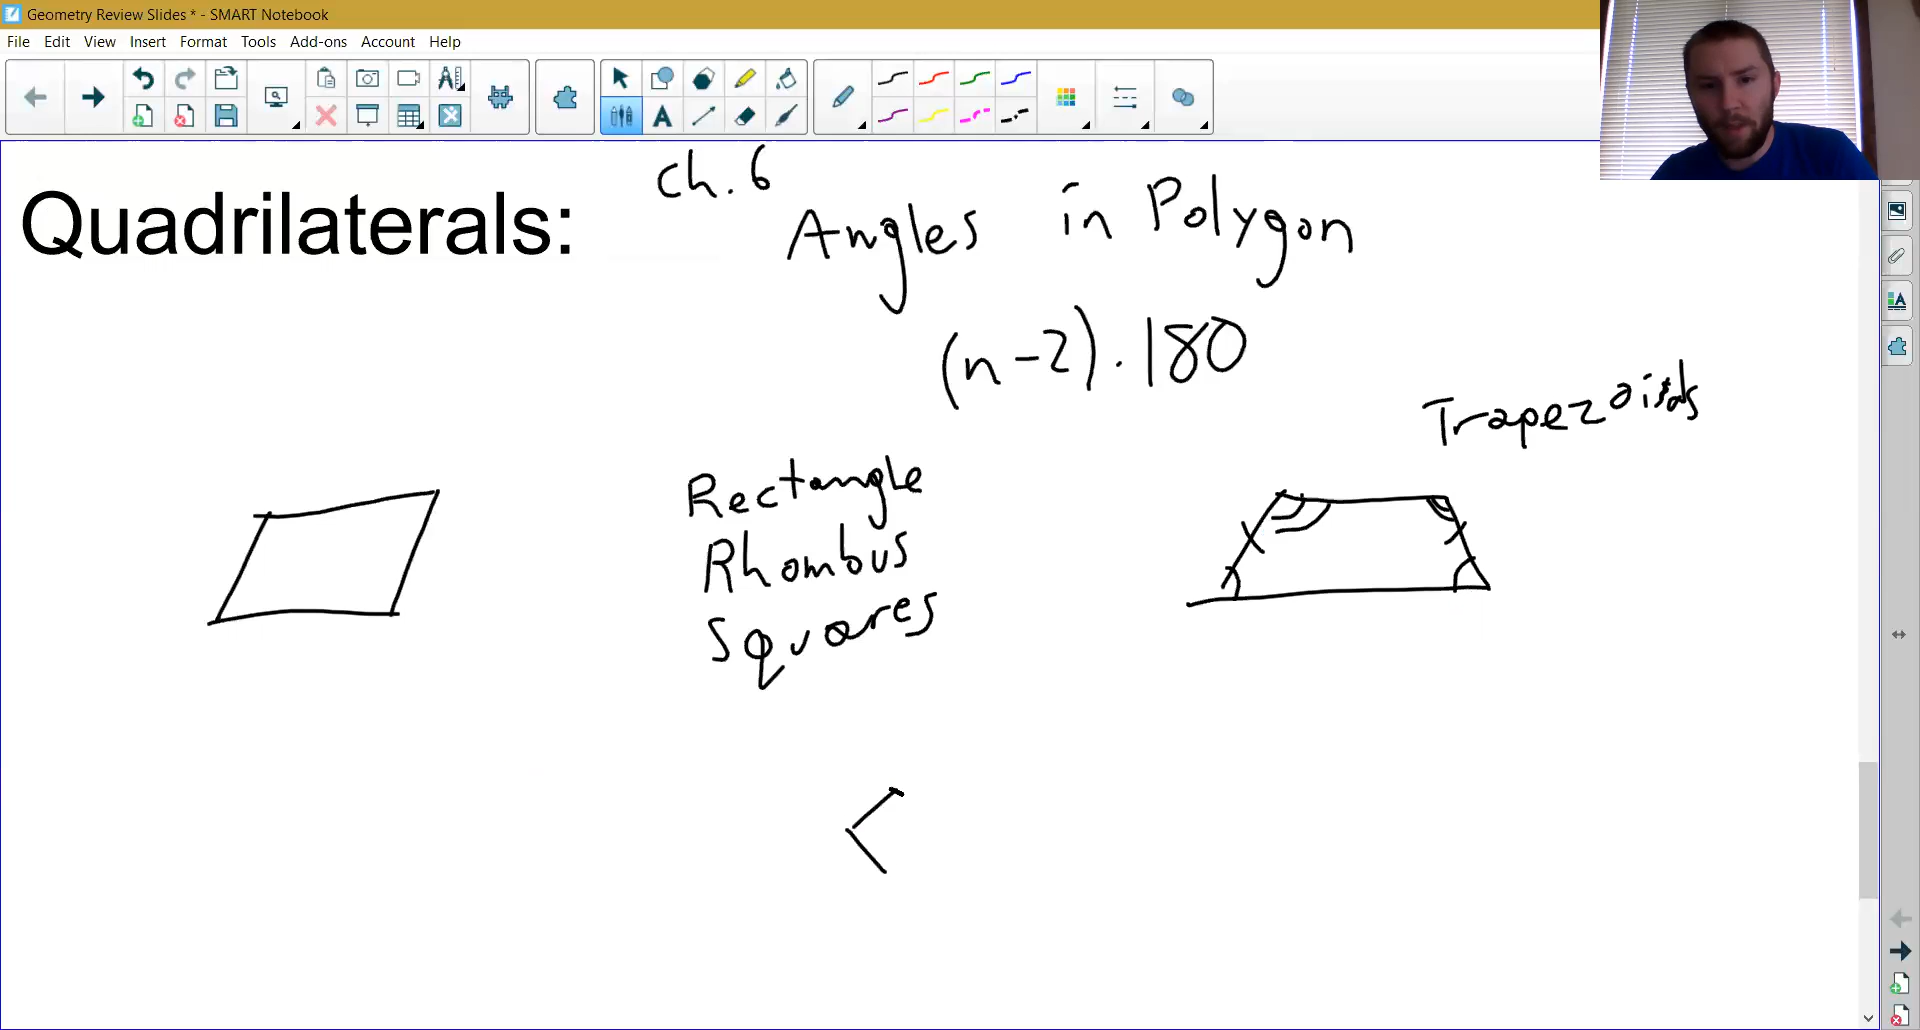 Geometry Review Slides * - SMART Notebook
File Edit View Insert Format Tools Add-ons Account Help
Ch. 6
Quadrilaterals:
Angles in Polygon
(n-2).180
Trapezoids
Rectangle
Rhombus
Squares